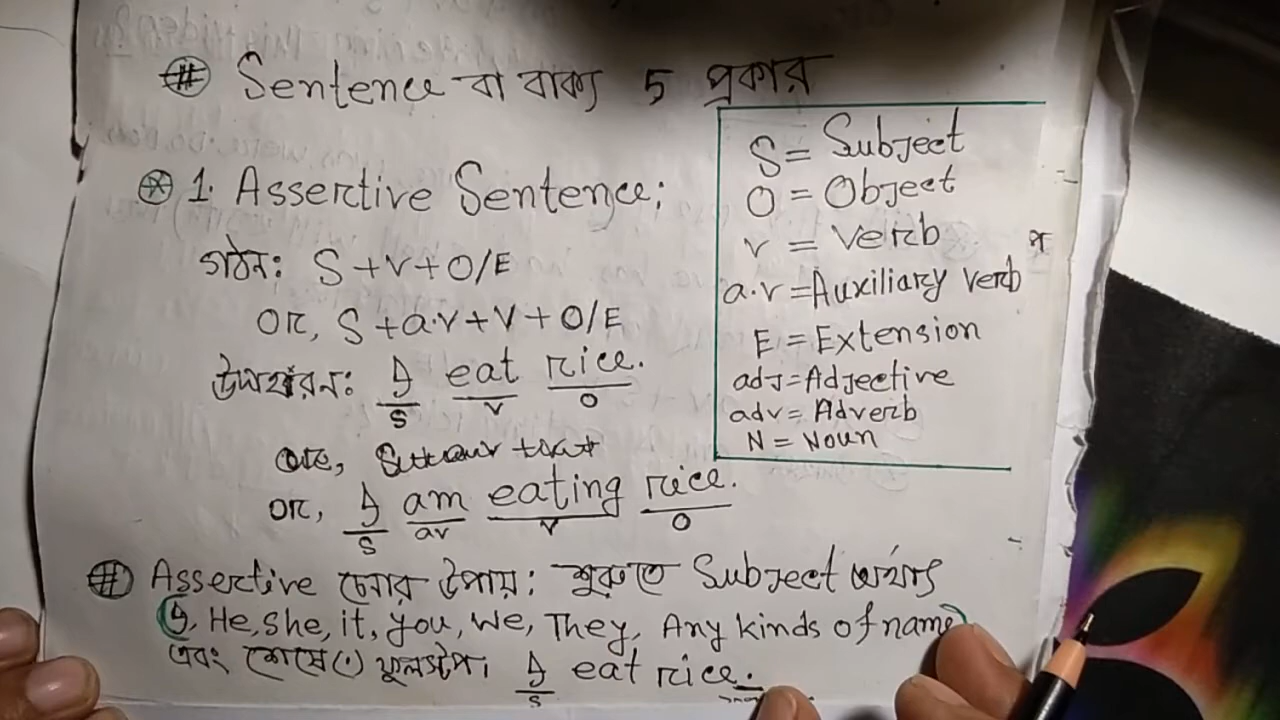 # Sentence বা বাক্য 5 প্রকার
1. Assertive Sentence:
গঠন: S+V+O/E
Or, S+a.v+V+O/E
উদাহরন: I eat rice.
S V O
or,
or, I am eating rice.
S av V O
# Assertive চেনার উপায়: শুরুতে Subject অর্থাৎ
(I, He, she, it, you, We, They, Any kinds of name)
এবং শেষে (.) ফুলস্টপ। I eat rice.
S
S = Subject
O = Object
V = Verb
a.v = Auxiliary verb
E = Extension
adj = Adjective
adv = Adverb
N = Noun